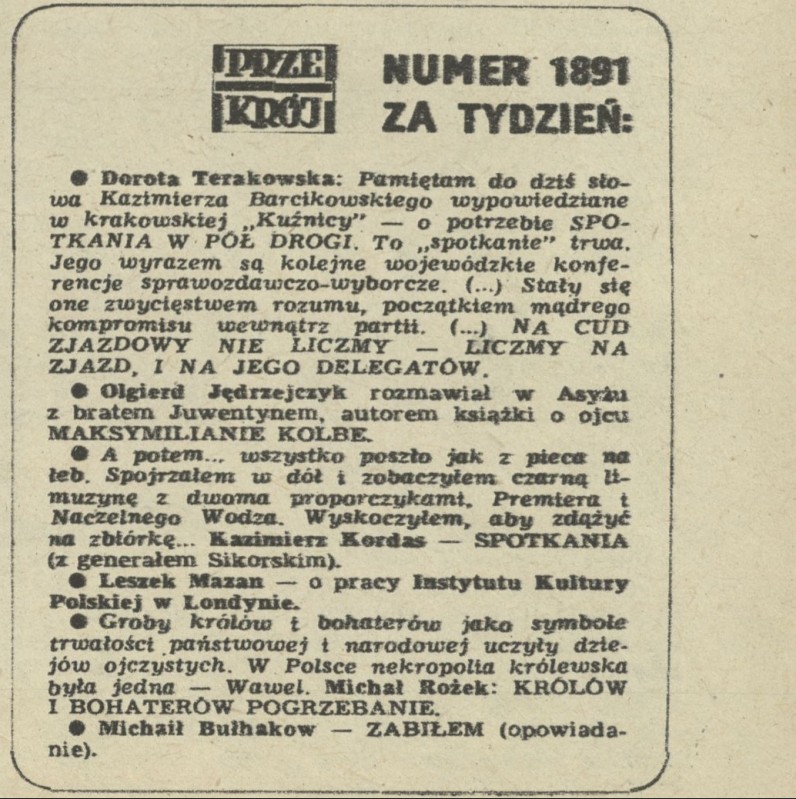 PRZE
KRÓJ
NUMER 1891
ZA TYDZIEŃ:
● Dorota Terakowska: Pamiętam do dziś sło-
wa Kazimierza Barcikowskiego wypowiedziane
w krakowskiej „Kuźnicy” — o potrzebie SPO-
TKANIA W PÓŁ DROGI. To „spotkanie” trwa.
Jego wyrazem są kolejne wojewódzkie konfe-
rencje sprawozdawczo-wyborcze. (...) Stały się
one zwycięstwem rozumu, początkiem mądrego
kompromisu wewnątrz partii. (...) NA CUD
ZJAZDOWY NIE LICZMY — LICZMY NA
ZJAZD, I NA JEGO DELEGATÓW.
● Olgierd Jędrzejczyk rozmawiał w Asyżu
z bratem Juwentynem, autorem książki o ojcu
MAKSYMILIANIE KOLBE.
● A potem... wszystko poszło jak z pieca na
łeb. Spojrzałem w dół i zobaczyłem czarną li-
muzynę z dwoma proporczykami. Premiera i
Naczelnego Wodza. Wyskoczyłem, aby zdążyć
na zbiórkę... Kazimierz Kordas — SPOTKANIA
(z generałem Sikorskim).
● Leszek Mazan — o pracy Instytutu Kultury
Polskiej w Londynie.
● Groby królów i bohaterów jako symbole
trwałości państwowej i narodowej uczyły dzie-
jów ojczystych. W Polsce nekropolia królewska
była jedna — Wawel. Michał Rożek: KRÓLÓW
I BOHATERÓW POGRZEBANIE.
● Michaił Bułhakow — ZABIŁEM (opowiada-
nie).